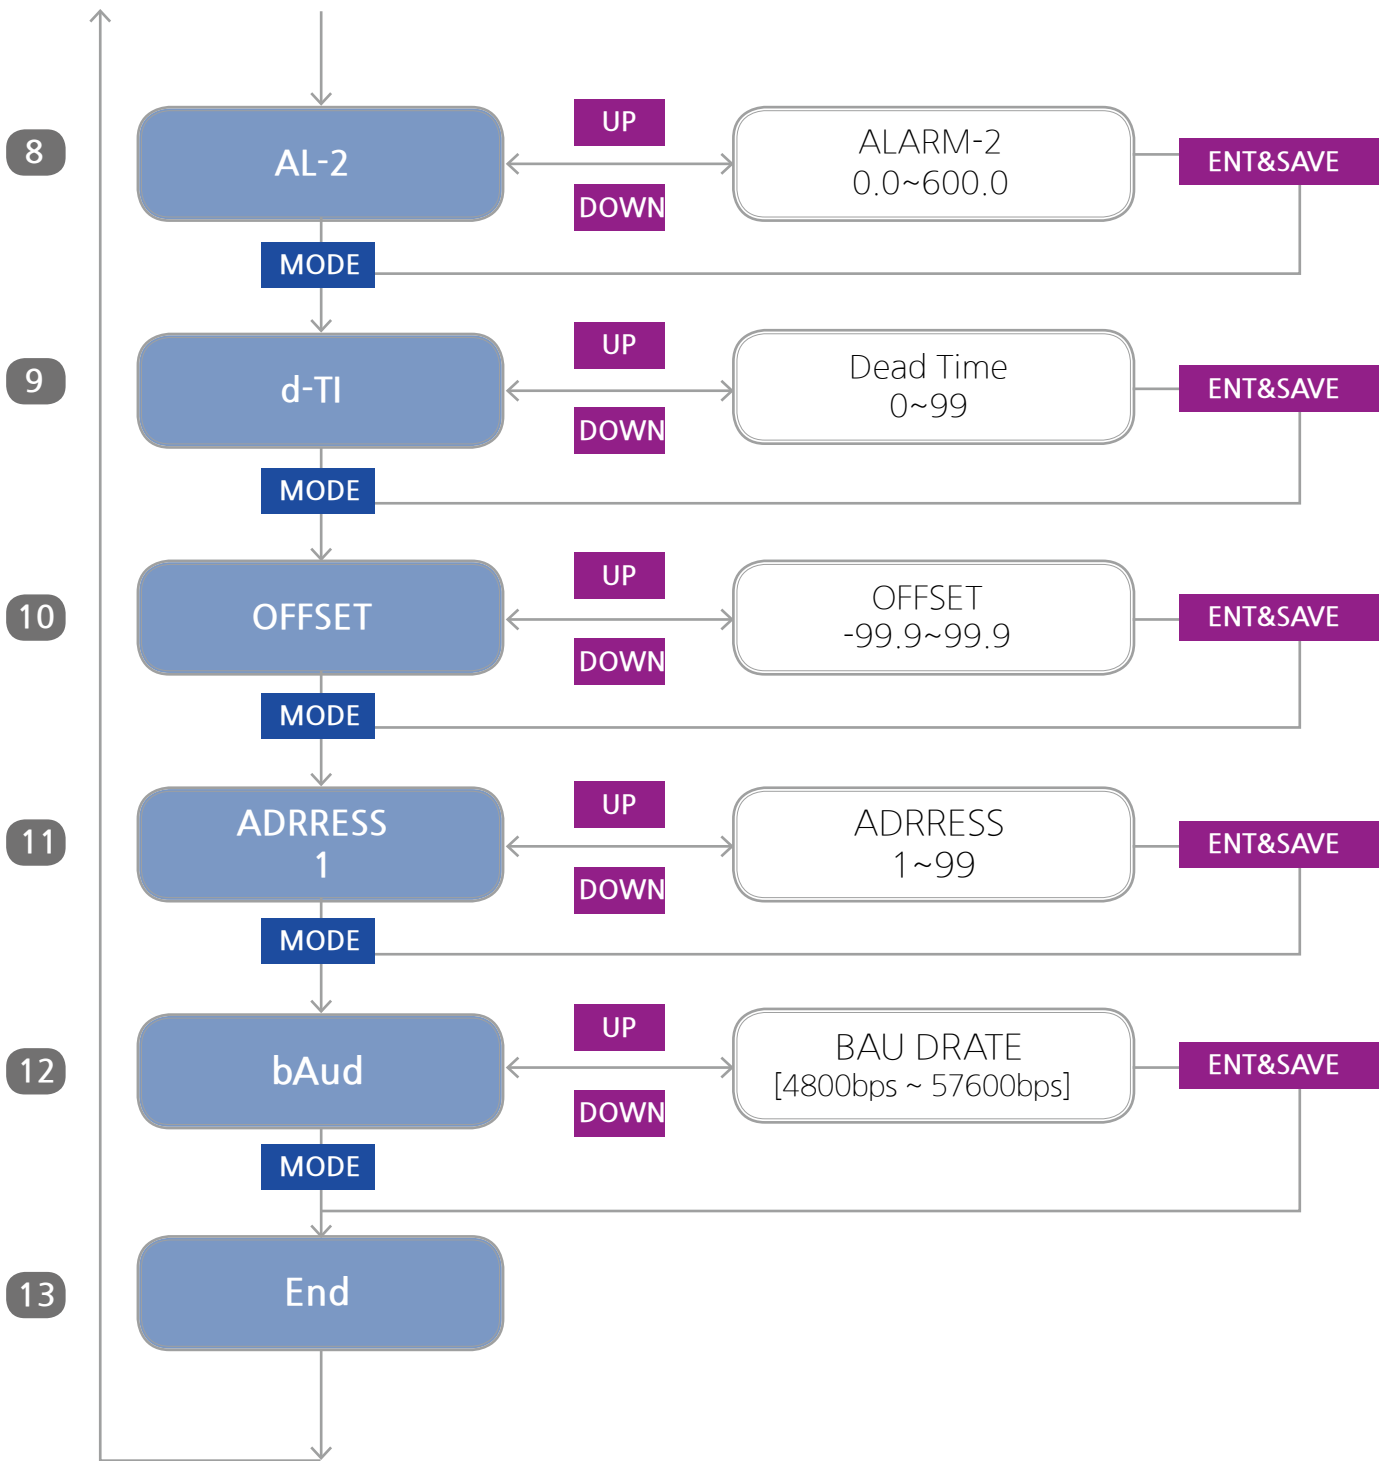 8
AL-2
UP
DOWN
ALARM-2
0.0~600.0
ENT&SAVE
MODE
9
d-TI
UP
DOWN
Dead Time
0~99
ENT&SAVE
MODE
10
OFFSET
UP
DOWN
OFFSET
-99.9~99.9
ENT&SAVE
MODE
11
ADRRESS
1
UP
DOWN
ADRRESS
1~99
ENT&SAVE
MODE
12
bAud
UP
DOWN
BAU DRATE
[4800bps ~ 57600bps]
ENT&SAVE
MODE
13
End